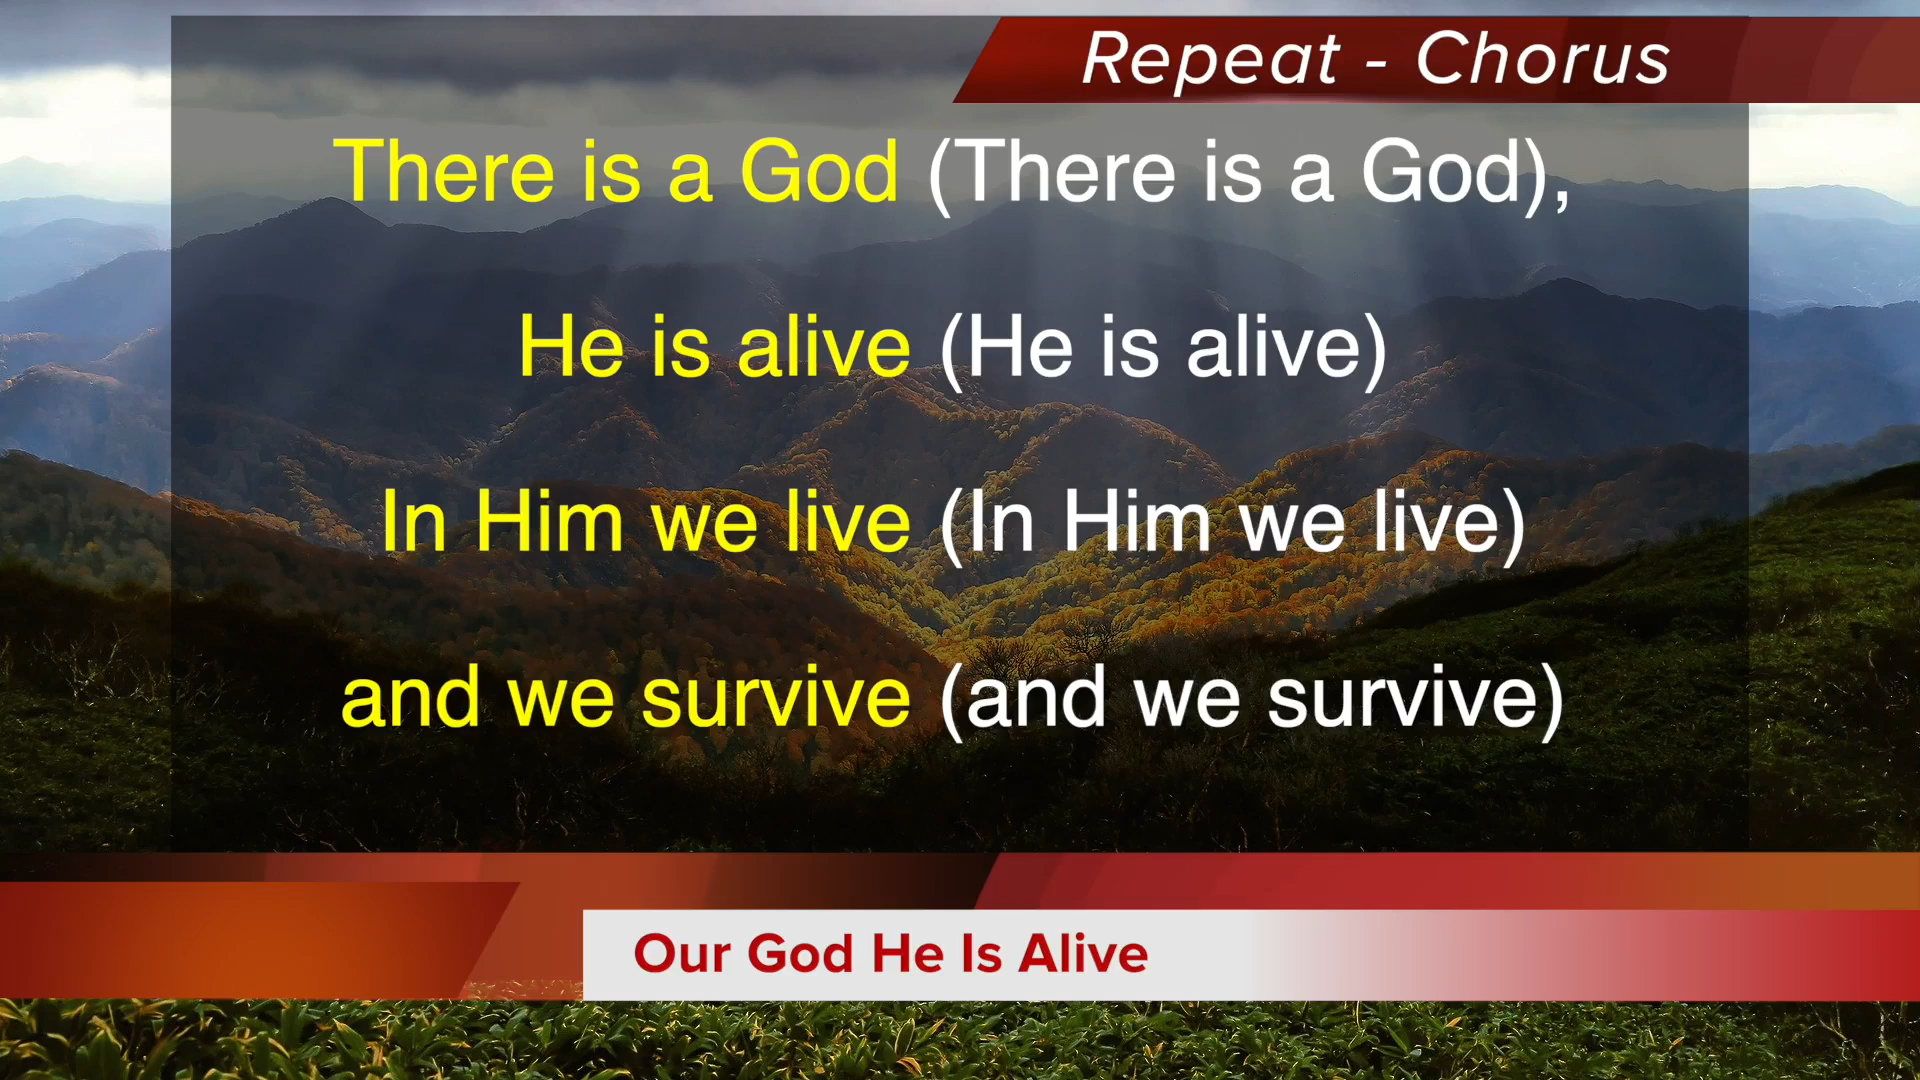 Repeat - Chorus
There is a God (There is a God),
He is alive (He is alive)
In Him we live (In Him we live)
and we survive (and we survive)
Our God He Is Alive